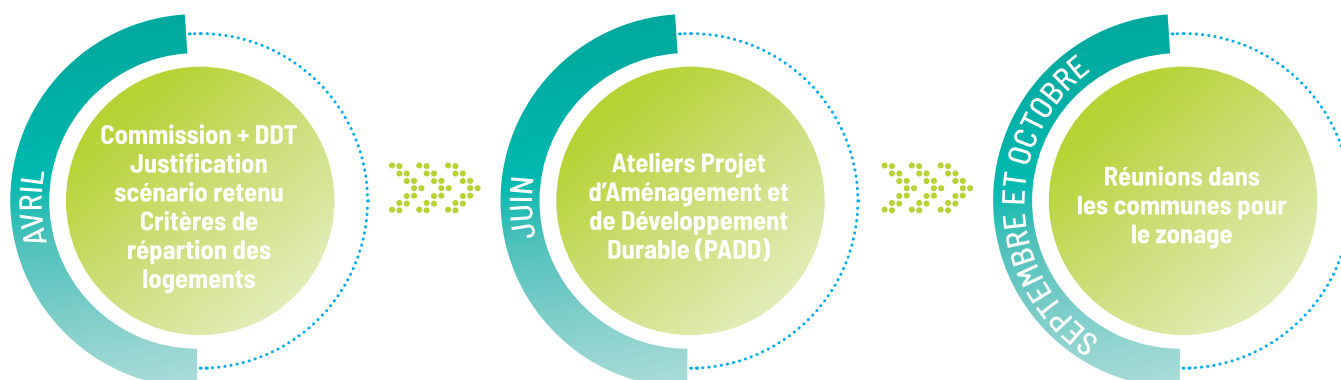 AVRIL
Commission + DDT
Justification
scénario retenu
Critères de
répartion des
logements
JUIN
Ateliers Projet
d'Aménagement et
de Développement
Durable (PADD)
SEPTEMBRE ET OCTOBRE
Réunions dans
les communes pour
le zonage